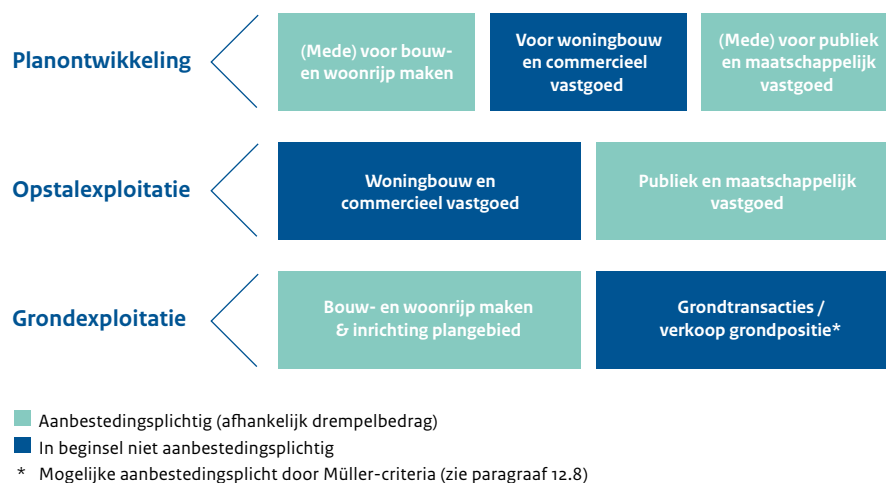 Planontwikkeling
(Mede) voor bouw-
en woonrijp maken
Voor woningbouw
en commercieel
vastgoed
(Mede) voor publiek
en maatschappelijk
vastgoed
Opstalexploitatie
Woningbouw en
commercieel vastgoed
Publiek en maatschappelijk
vastgoed
Grondexploitatie
Bouw- en woonrijp maken
& inrichting plangebied
Grondtransacties /
verkoop grondpositie*
Aanbestedingsplichtig (afhankelijk drempelbedrag)
In beginsel niet aanbestedingsplichtig
* Mogelijke aanbestedingsplicht door Müller-criteria (zie paragraaf 12.8)